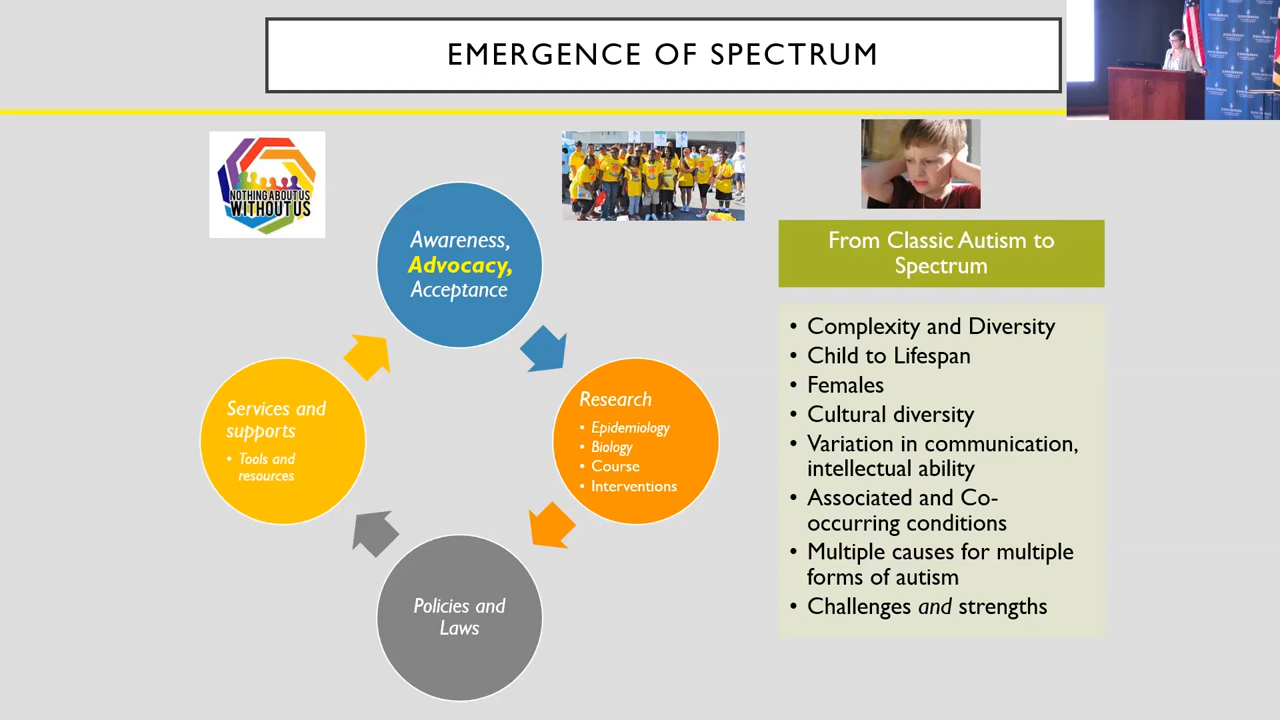 EMERGENCE OF SPECTRUM
NOTHING ABOUT US
WITHOUT US
Awareness,
Advocacy,
Acceptance
Research
• Epidemiology
• Biology
• Course
• Interventions
Policies and
Laws
Services and
supports
• Tools and
resources
From Classic Autism to
Spectrum
• Complexity and Diversity
• Child to Lifespan
• Females
• Cultural diversity
• Variation in communication,
intellectual ability
• Associated and Co-
occurring conditions
• Multiple causes for multiple
forms of autism
• Challenges and strengths